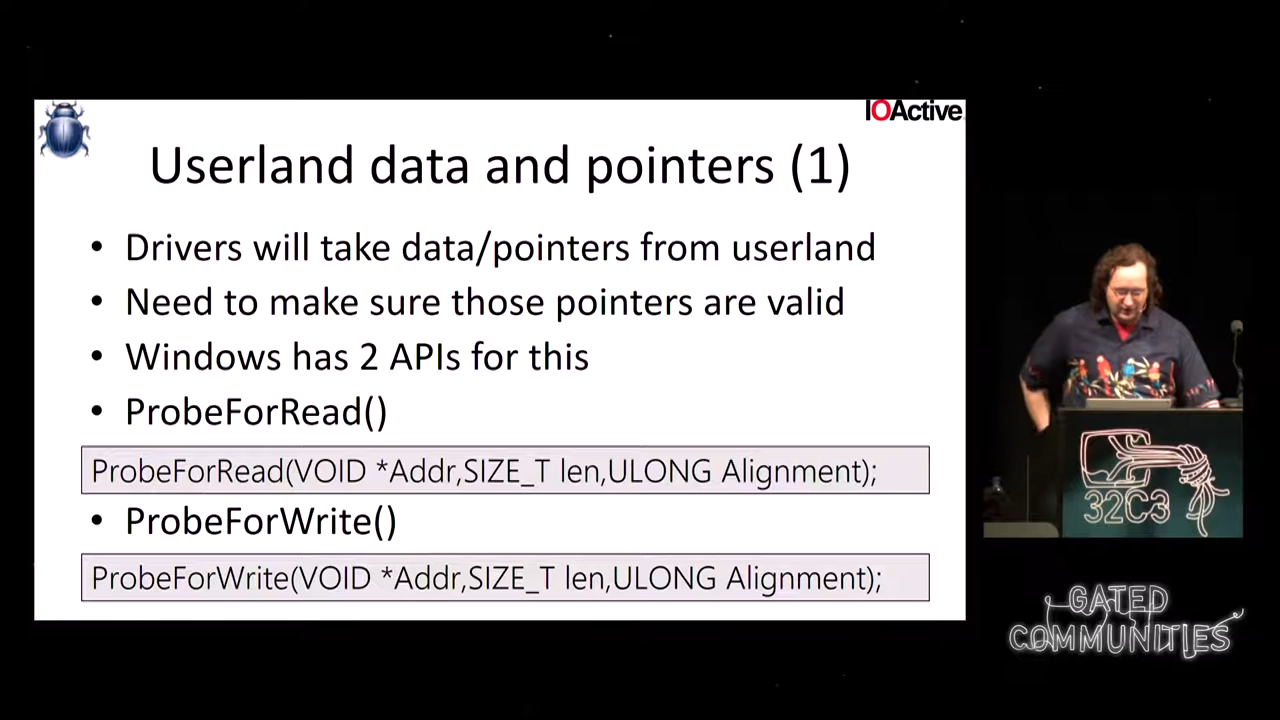 IOActive
Userland data and pointers (1)
• Drivers will take data/pointers from userland
• Need to make sure those pointers are valid
• Windows has 2 APIs for this
• ProbeForRead()
ProbeForRead(VOID *Addr,SIZE_T len,ULONG Alignment);
• ProbeForWrite()
ProbeForWrite(VOID *Addr,SIZE_T len,ULONG Alignment);
32C3
GATED
COMMUNITIES